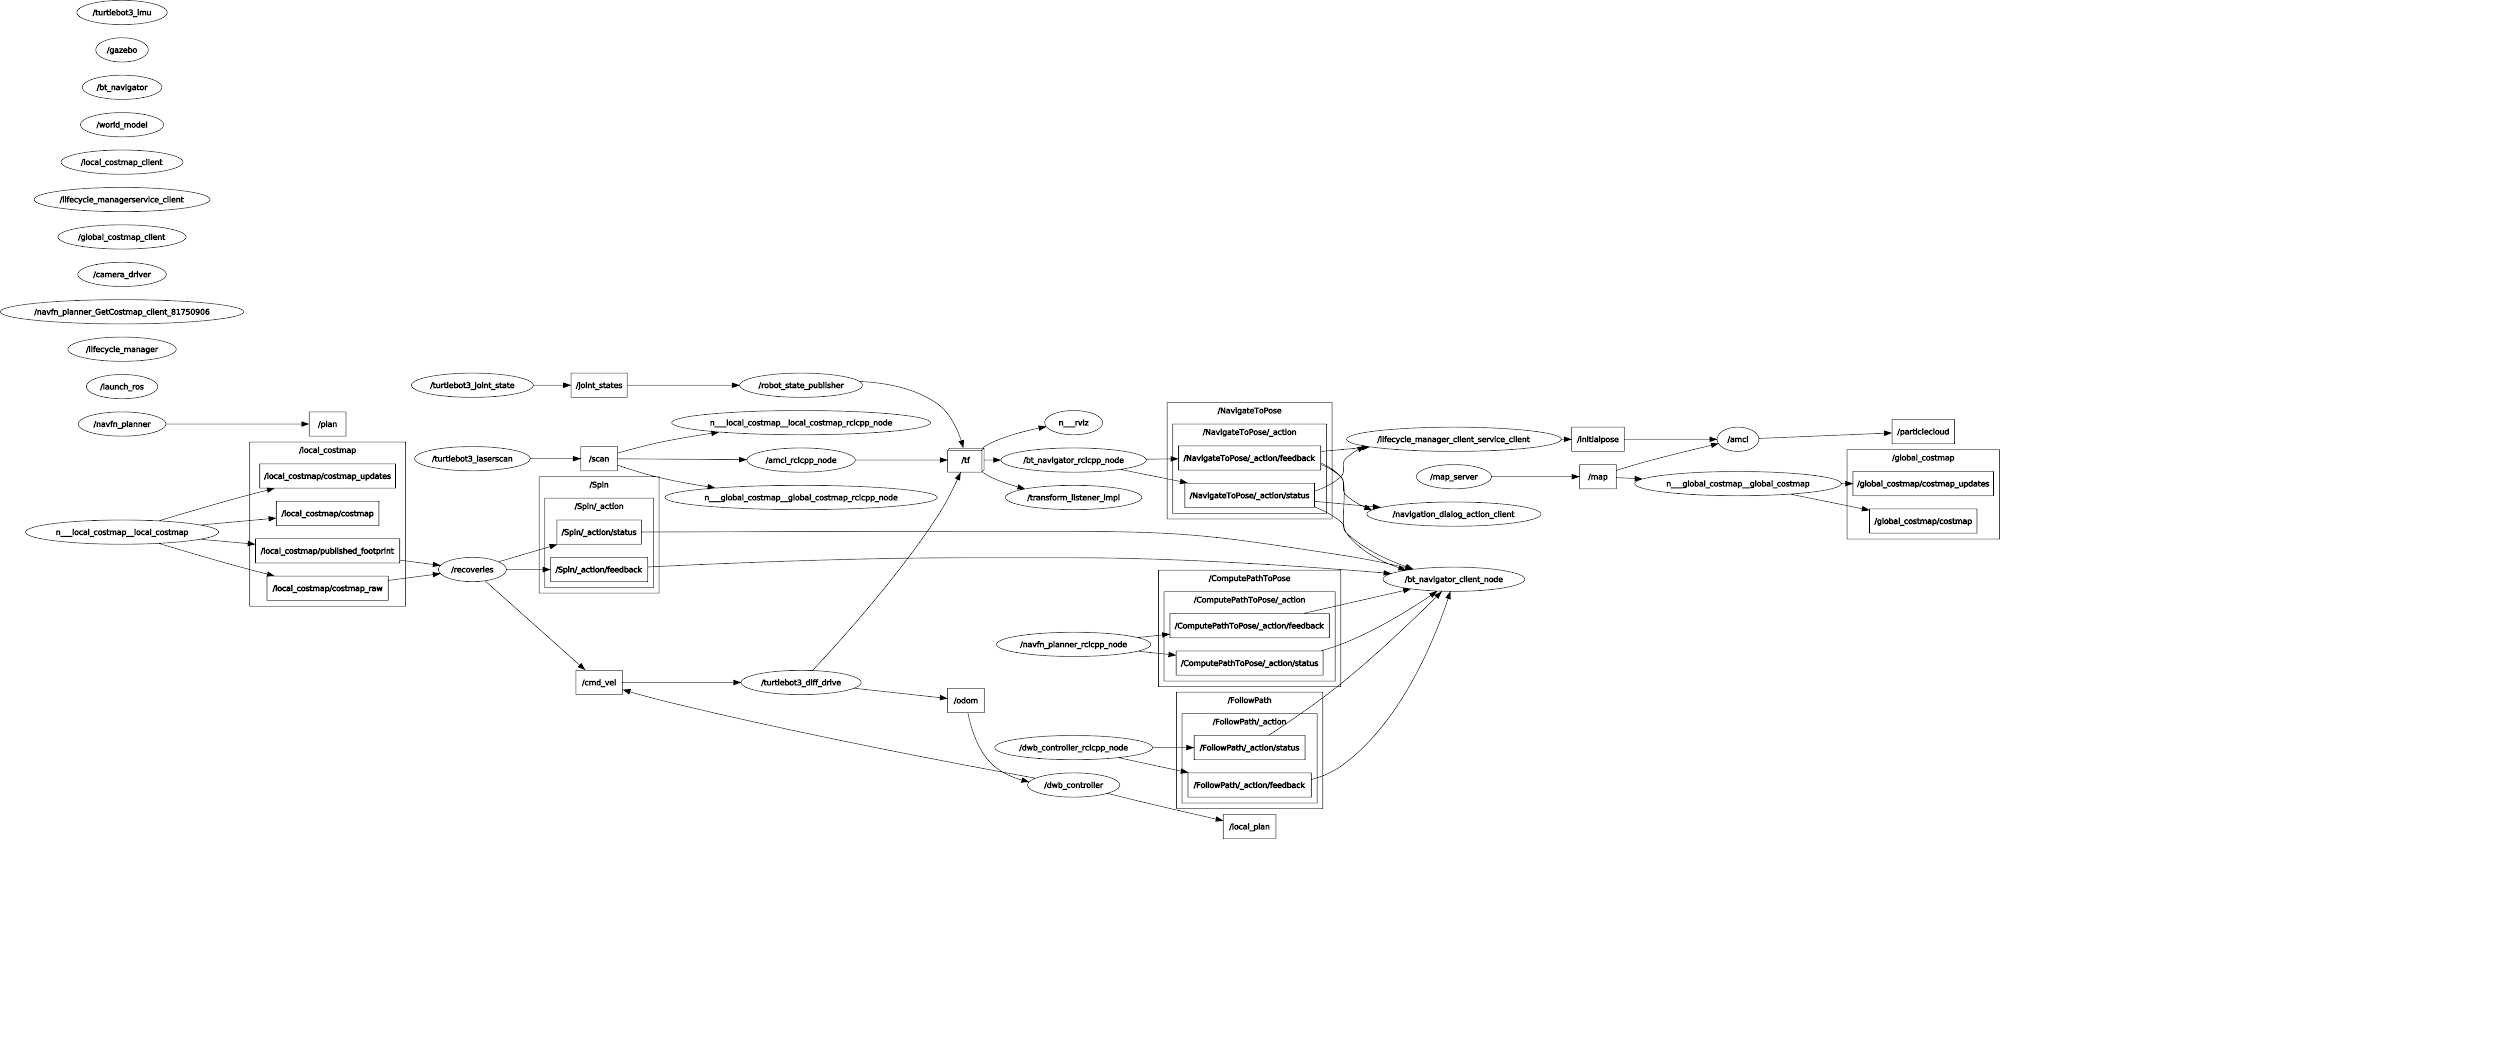 /turtlebot3_imu
/gazebo
/bt_navigator
/world_model
/local_costmap_client
/lifecycle_managerservice_client
/global_costmap_client
/camera_driver
/navfn_planner_GetCostmap_client_81750906
/lifecycle_manager
/launch_ros
/navfn_planner
/plan
/local_costmap
/local_costmap/costmap_updates
/local_costmap/costmap
/local_costmap/published_footprint
/local_costmap/costmap_raw
n___local_costmap__local_costmap
/turtlebot3_joint_state
/joint_states
/robot_state_publisher
/turtlebot3_laserscan
/scan
n___local_costmap__local_costmap_rclcpp_node
/amcl_rclcpp_node
n___global_costmap__global_costmap_rclcpp_node
/recoveries
/Spin
/Spin/_action
/Spin/_action/status
/Spin/_action/feedback
/cmd_vel
/turtlebot3_diff_drive
/tf
/odom
n___rviz
/bt_navigator_rclcpp_node
/transform_listener_impl
/navfn_planner_rclcpp_node
/dwb_controller_rclcpp_node
/dwb_controller
/NavigateToPose
/NavigateToPose/_action
/NavigateToPose/_action/feedback
/NavigateToPose/_action/status
/ComputePathToPose
/ComputePathToPose/_action
/ComputePathToPose/_action/feedback
/ComputePathToPose/_action/status
/FollowPath
/FollowPath/_action
/FollowPath/_action/status
/FollowPath/_action/feedback
/local_plan
/lifecycle_manager_client_service_client
/map_server
/navigation_dialog_action_client
/bt_navigator_client_node
/initialpose
/map
/amcl
n___global_costmap__global_costmap
/particlecloud
/global_costmap
/global_costmap/costmap_updates
/global_costmap/costmap